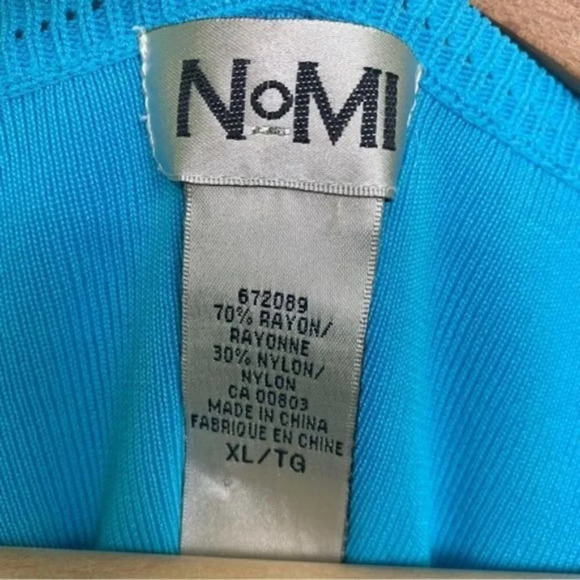 NoMI
672089
70% RAYON/
RAYONNE
30% NYLON/
NYLON
CA 00803
MADE IN CHINA
FABRIQUE EN CHINE
XL/TG